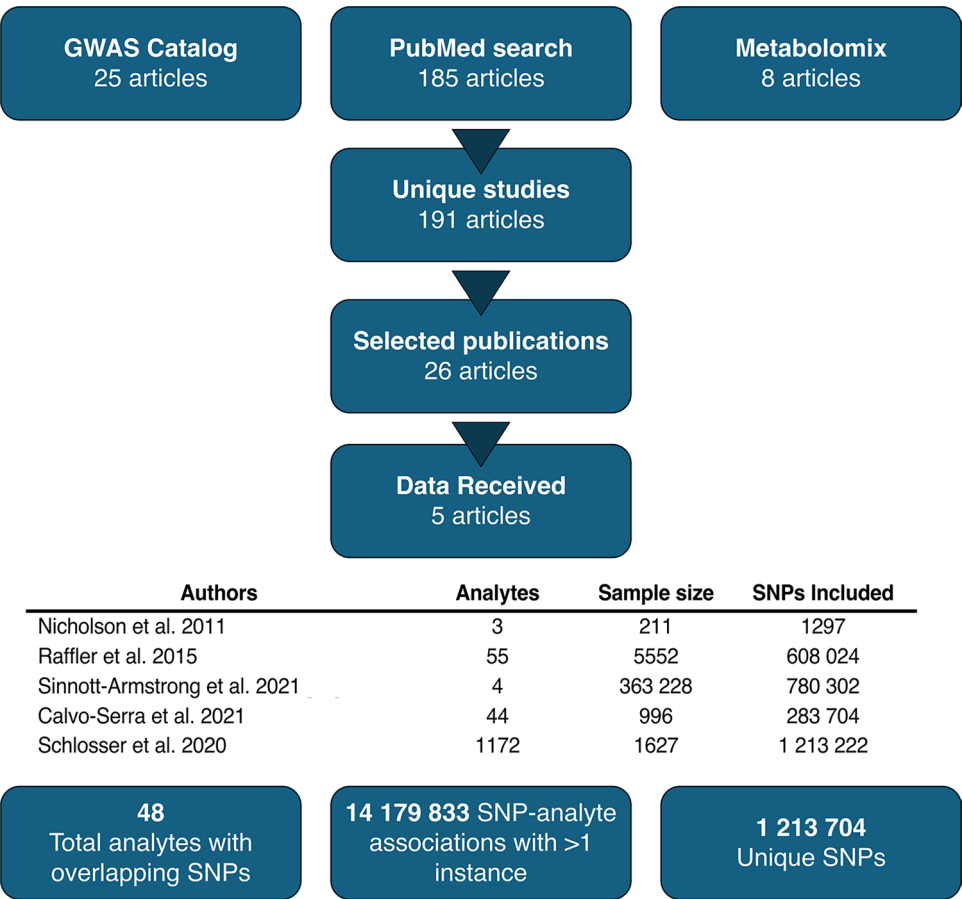 GWAS Catalog
25 articles
PubMed search
185 articles
Metabolomix
8 articles
Unique studies
191 articles
Selected publications
26 articles
Data Received
5 articles
Authors Analytes Sample size SNPs Included
Nicholson et al. 2011 3 211 1297
Raffler et al. 2015 55 5552 608 024
Sinnott-Armstrong et al. 2021 4 363 228 780 302
Calvo-Serra et al. 2021 44 996 283 704
Schlosser et al. 2020 1172 1627 1 213 222
48
Total analytes with
overlapping SNPs
14 179 833 SNP-analyte
associations with >1
instance
1 213 704
Unique SNPs